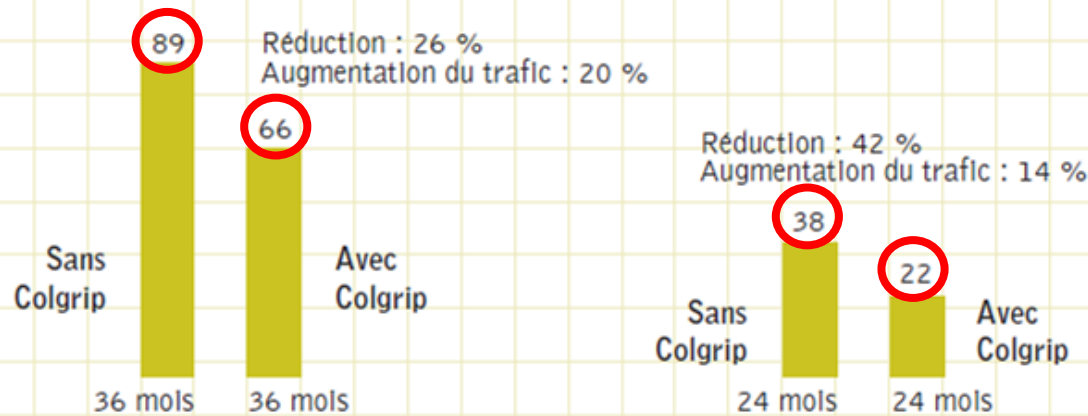 89
Réduction : 26 %
Augmentation du trafic : 20 %
66
Sans
Colgrip
Avec
Colgrip
36 mois
36 mois
Réduction : 42 %
Augmentation du trafic : 14 %
38
22
Sans
Colgrip
Avec
Colgrip
24 mois
24 mois